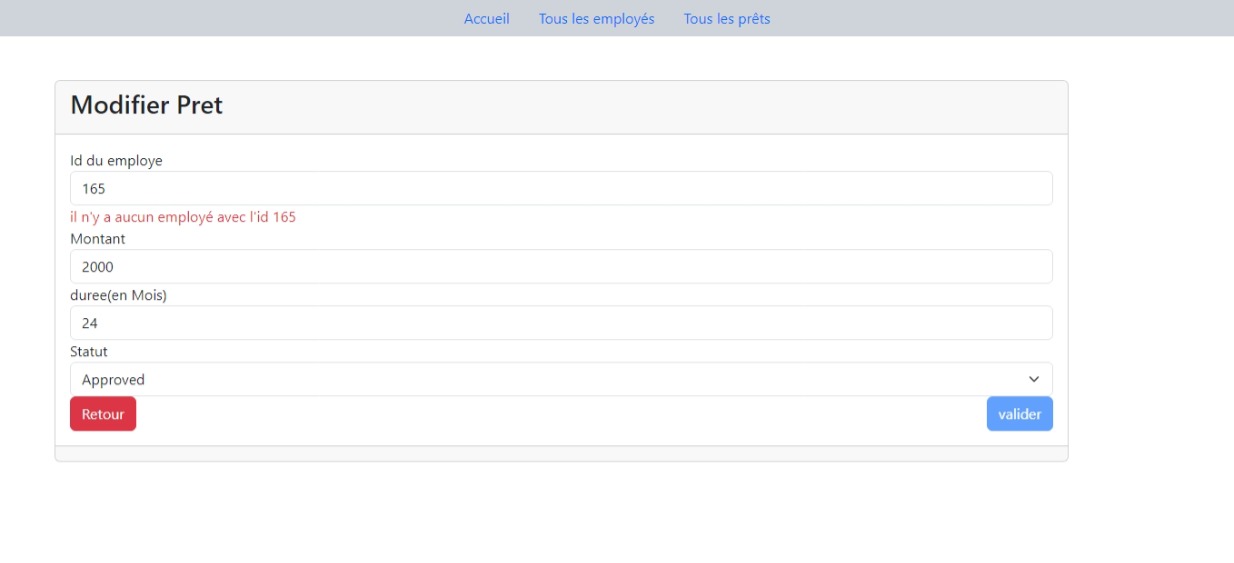 Accueil Tous les employés Tous les prêts
Modifier Pret
Id du employe
165
il n'y a aucun employé avec l'id 165
Montant
2000
duree(en Mois)
24
Statut
Approved
Retour valider